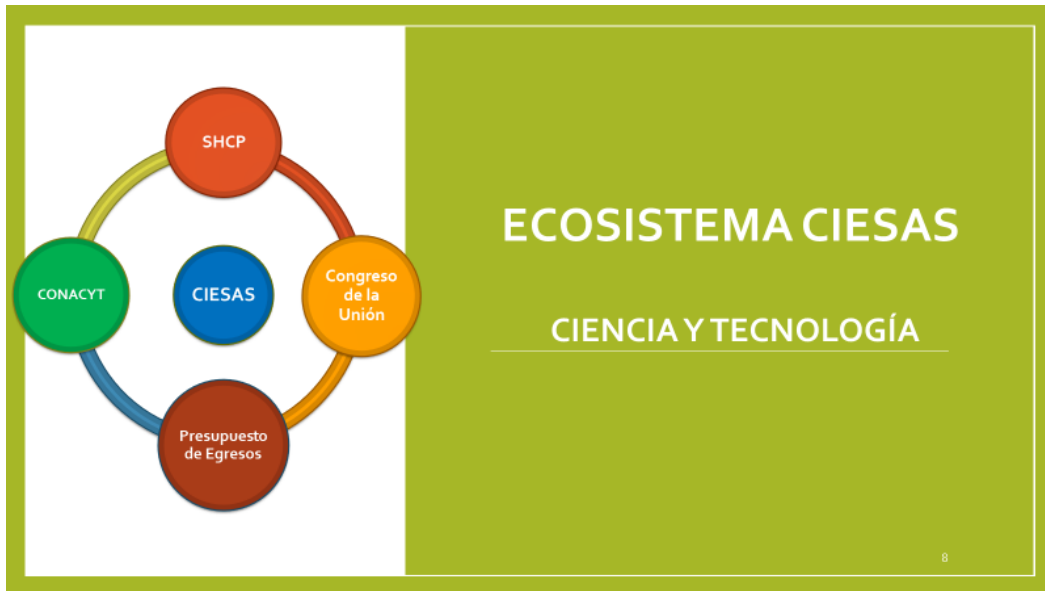 SHCP
CONACYT
CIESAS
Congreso
de la
Unión
Presupuesto
de Egresos
ECOSISTEMA CIESAS
CIENCIA Y TECNOLOGÍA
8